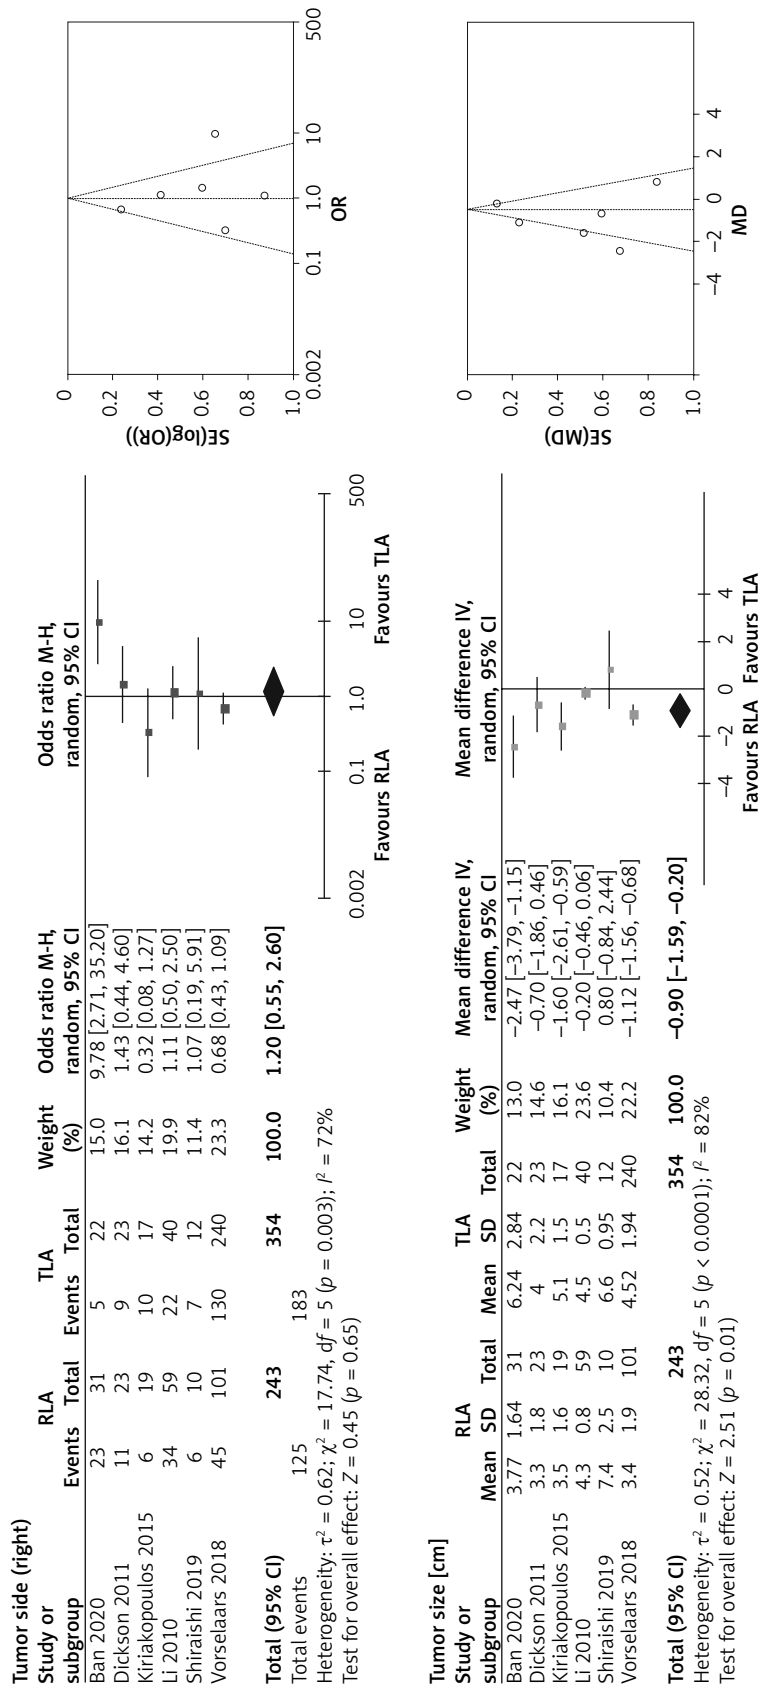 Tumor side (right)
Study or subgroup RLA Events Total TLA Events Total Weight (%) Odds ratio M-H, random, 95% CI Odds ratio M-H, random, 95% CI
Ban 2020 23 31 5 22 15.0 9.78 [2.71, 35.20]
Dickson 2011 11 23 9 23 16.1 1.43 [0.44, 4.60]
Kiriakopoulos 2015 6 19 10 17 14.2 0.32 [0.08, 1.27]
Li 2010 34 59 22 40 19.9 1.11 [0.50, 2.50]
Shiraishi 2019 6 10 7 12 11.4 1.07 [0.19, 5.91]
Vorselaars 2018 45 101 130 240 23.3 0.68 [0.43, 1.09]
Total (95% CI) 243 354 100.0 1.20 [0.55, 2.60]
Total events 125 183
Heterogeneity: τ² = 0.62; χ² = 17.74, df = 5 (p = 0.003); I² = 72%
Test for overall effect: Z = 0.45 (p = 0.65)
0.002 0.1 1.0 10 500
Favours RLA Favours TLA
SE(log(OR))
0
0.2
0.4
0.6
0.8
1.0
0.002 0.1 1.0 10 500
OR
Tumor size [cm]
Study or subgroup RLA Mean SD Total TLA Mean SD Total Weight (%) Mean difference IV, random, 95% CI Mean difference IV, random, 95% CI
Ban 2020 3.77 1.64 31 6.24 2.84 22 13.0 −2.47 [−3.79, −1.15]
Dickson 2011 3.3 1.8 23 4 2.2 23 14.6 −0.70 [−1.86, 0.46]
Kiriakopoulos 2015 3.5 1.6 19 5.1 1.5 17 16.1 −1.60 [−2.61, −0.59]
Li 2010 4.3 0.8 59 4.5 0.5 40 23.6 −0.20 [−0.46, 0.06]
Shiraishi 2019 7.4 2.5 10 6.6 0.95 12 10.4 0.80 [−0.84, 2.44]
Vorselaars 2018 3.4 1.9 101 4.52 1.94 240 22.2 −1.12 [−1.56, −0.68]
Total (95% CI) 243 354 100.0 −0.90 [−1.59, −0.20]
Heterogeneity: τ² = 0.52; χ² = 28.32, df = 5 (p < 0.0001); I² = 82%
Test for overall effect: Z = 2.51 (p = 0.01)
−4 −2 0 2 4
Favours RLA Favours TLA
SE(MD)
0
0.2
0.4
0.6
0.8
1.0
−4 −2 0 2 4
MD